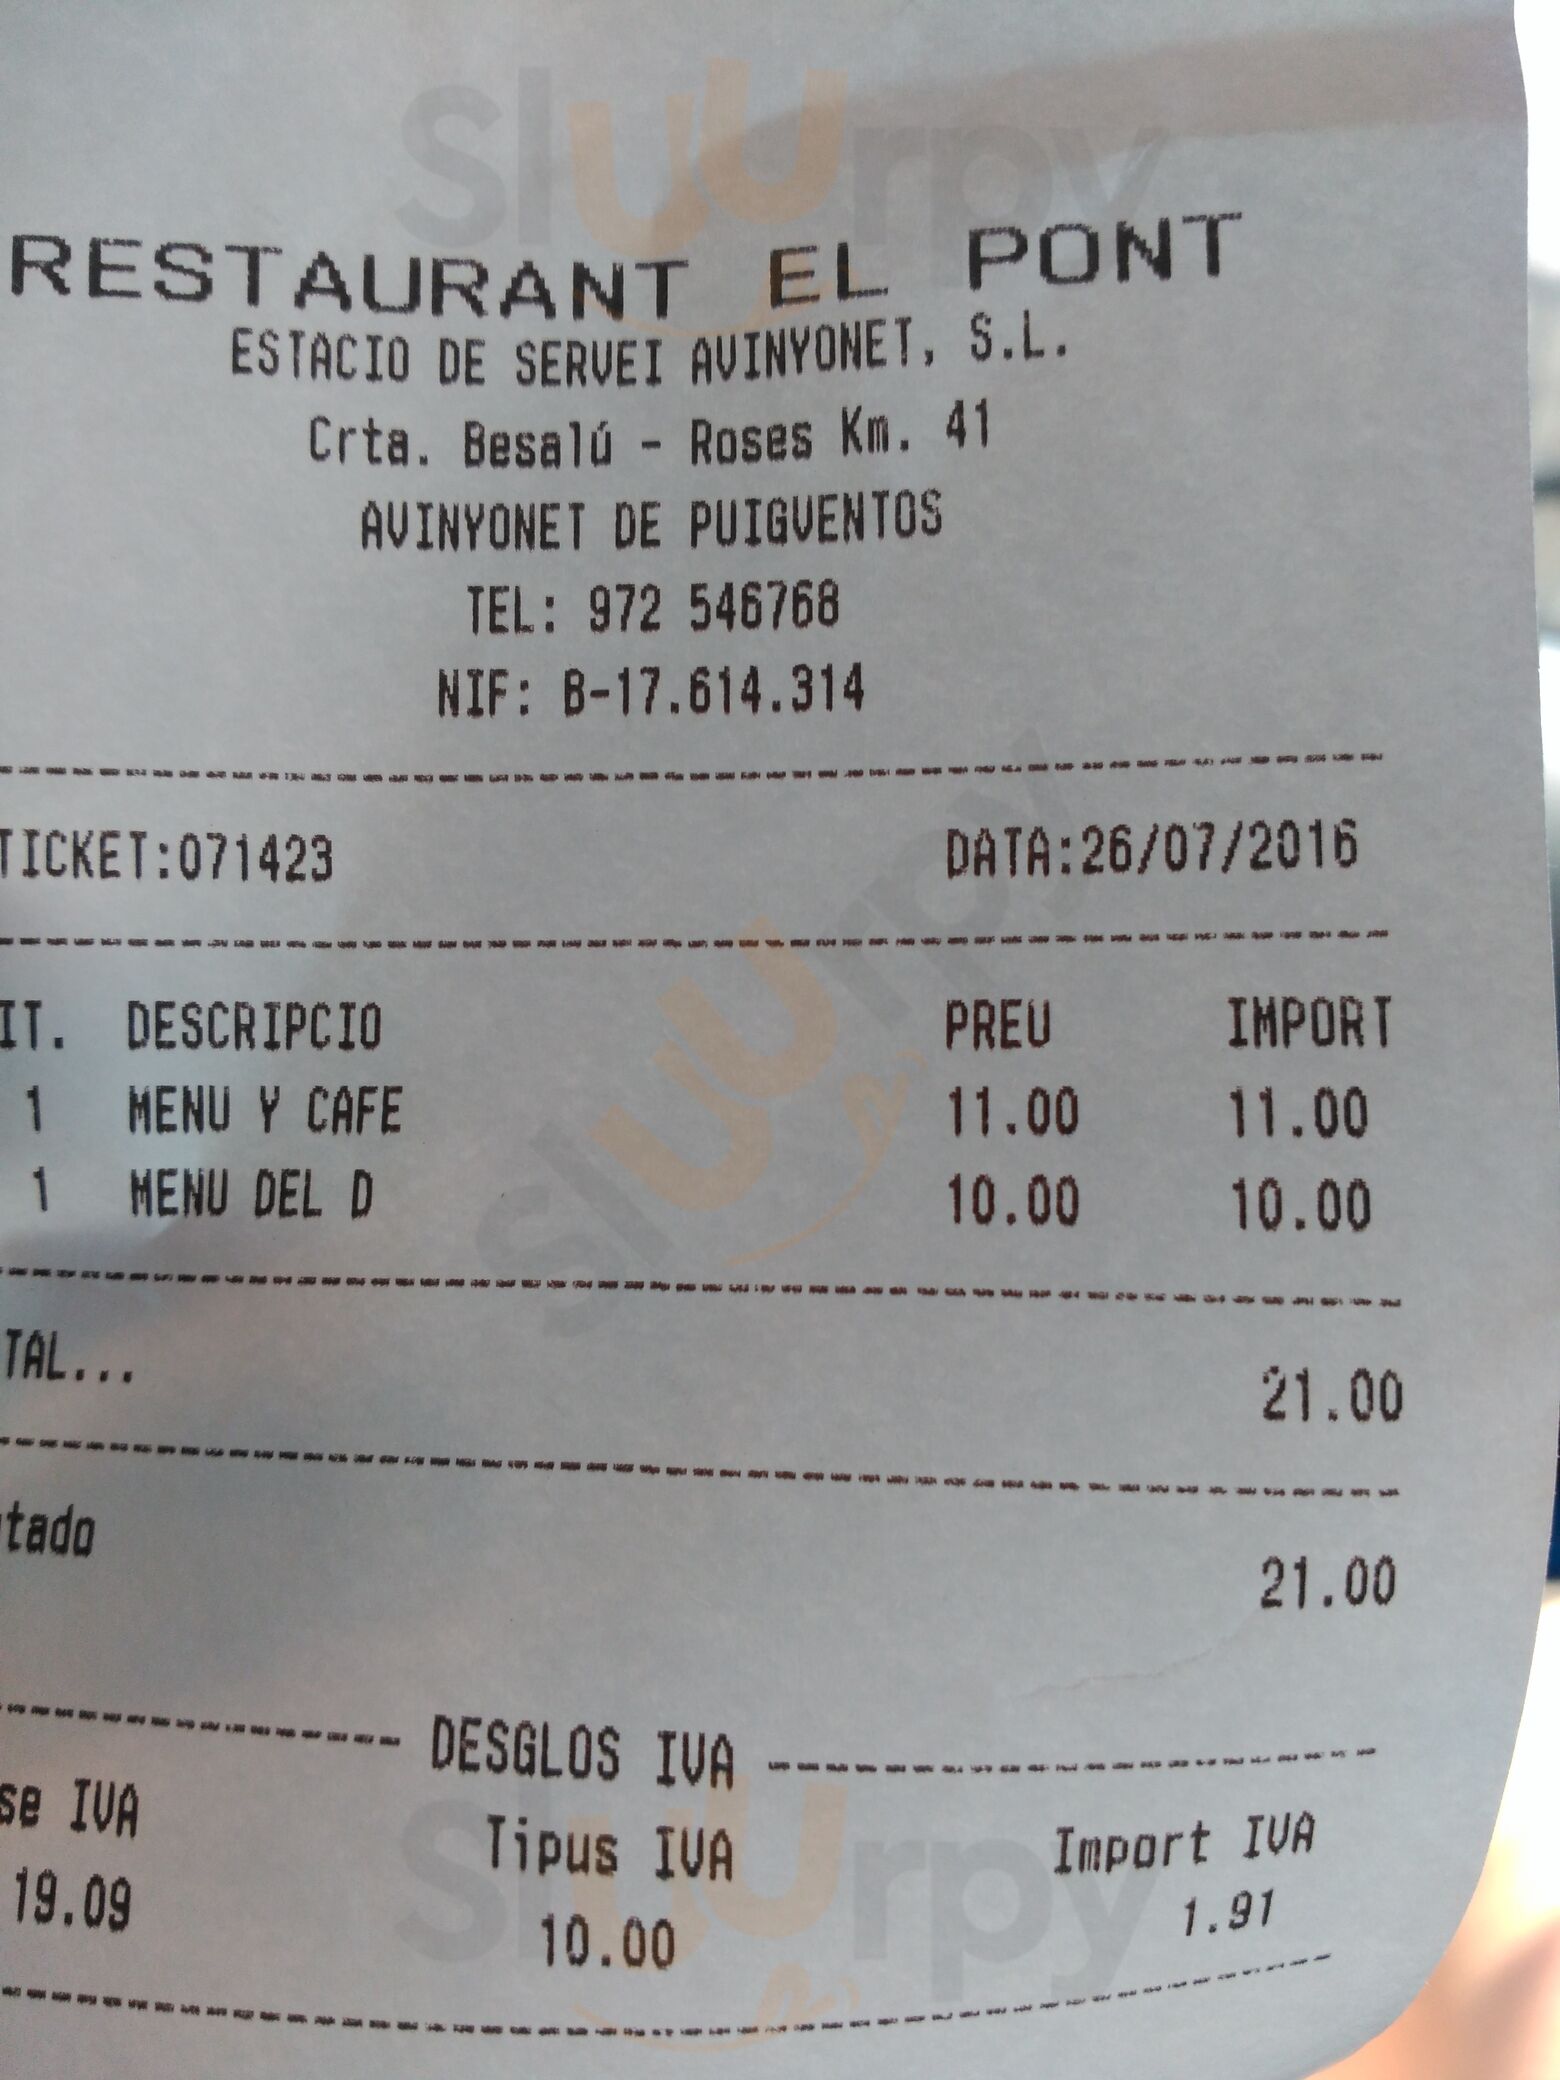 Sluurpy
RESTAURANT EL PONT
ESTACIO DE SERVEI AVINYONET, S.L.
Crta. Besalú - Roses Km. 41
AVINYONET DE PUIGVENTOS
TEL: 972 546768
NIF: B-17.614.314
TICKET:071423 DATA:26/07/2016
IT. DESCRIPCIO PREU IMPORT
1 MENU Y CAFE 11.00 11.00
1 MENU DEL D 10.00 10.00
Sluurpy
TAL... 21.00
tado 21.00
DESGLOS IVA
se IVA Tipus IVA Import IVA
19.09 10.00 1.91
Sluurpy